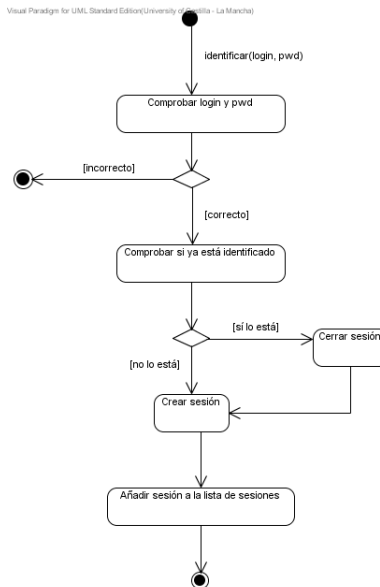 Visual Paradigm for UML Standard Edition(University of Castilla - La Mancha)
identificar(login, pwd)
Comprobar login y pwd
[incorrecto]
[correcto]
Comprobar si ya está identificado
[sí lo está]
Cerrar sesión
[no lo está]
Crear sesión
Añadir sesión a la lista de sesiones